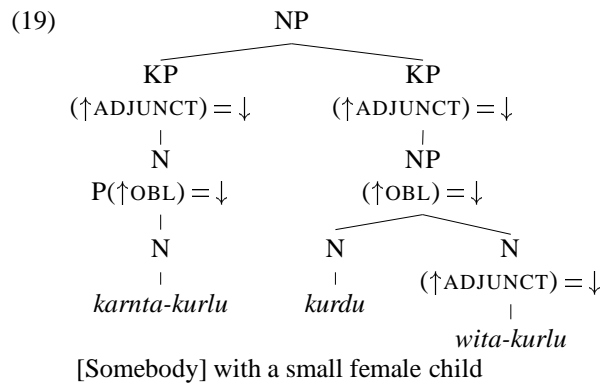 (19) NP
KP KP
(↑ADJUNCT) = ↓ (↑ADJUNCT) = ↓
N NP
P(↑OBL) = ↓ (↑OBL) = ↓
N N N
karnta-kurlu kurdu (↑ADJUNCT) = ↓
wita-kurlu
[Somebody] with a small female child